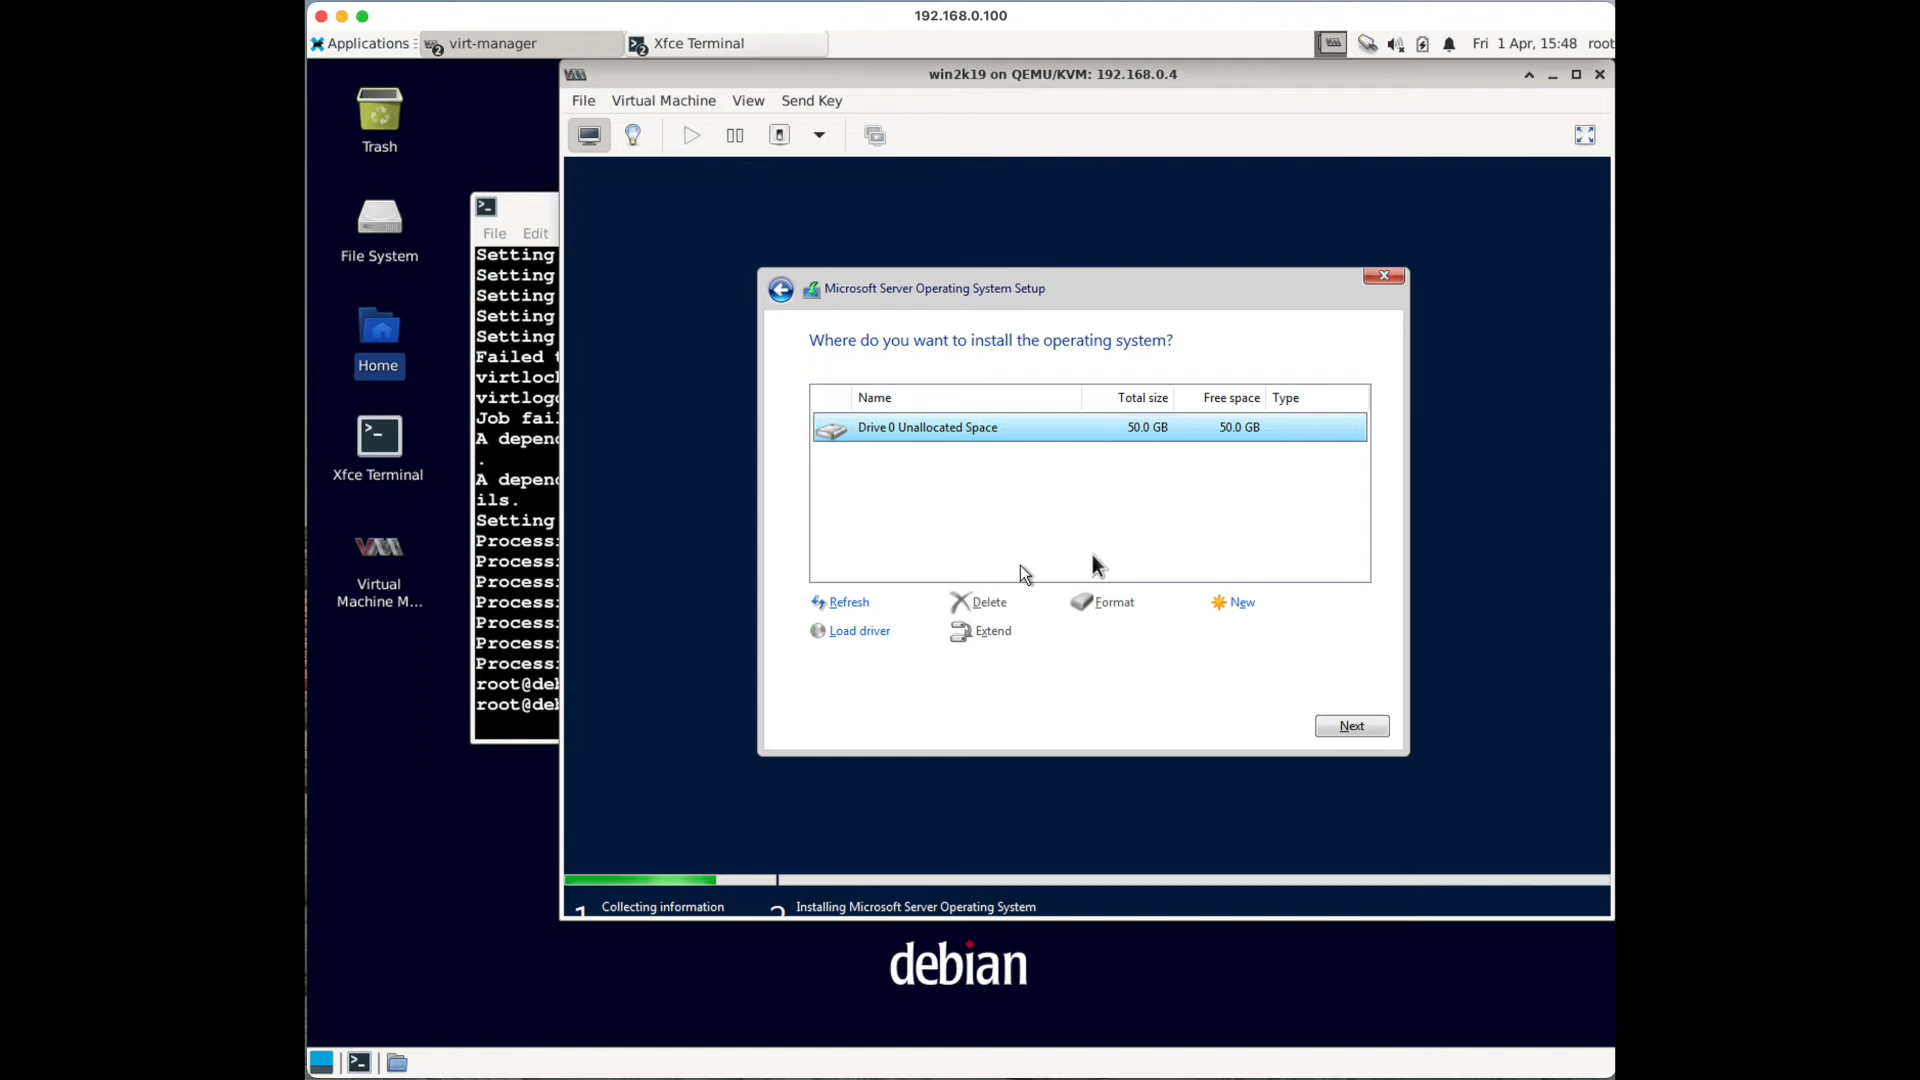 192.168.0.100
Applications
virt-manager
Xfce Terminal
Fri 1 Apr, 15:48 root
win2k19 on QEMU/KVM: 192.168.0.4
File Virtual Machine View Send Key
Trash
File System
Home
Xfce Terminal
Virtual
Machine M...
File Edit
Setting
Setting
Setting
Setting
Setting
Failed
virtloc
virtlog
Job fai
A depen
.
A depen
ils.
Setting
Process
Process
Process
Process
Process
Process
Process
root@de
root@de
Microsoft Server Operating System Setup
Where do you want to install the operating system?
Name Total size Free space Type
Drive 0 Unallocated Space 50.0 GB 50.0 GB
Refresh Delete Format New
Load driver Extend
Next
1 Collecting information 2 Installing Microsoft Server Operating System
debian